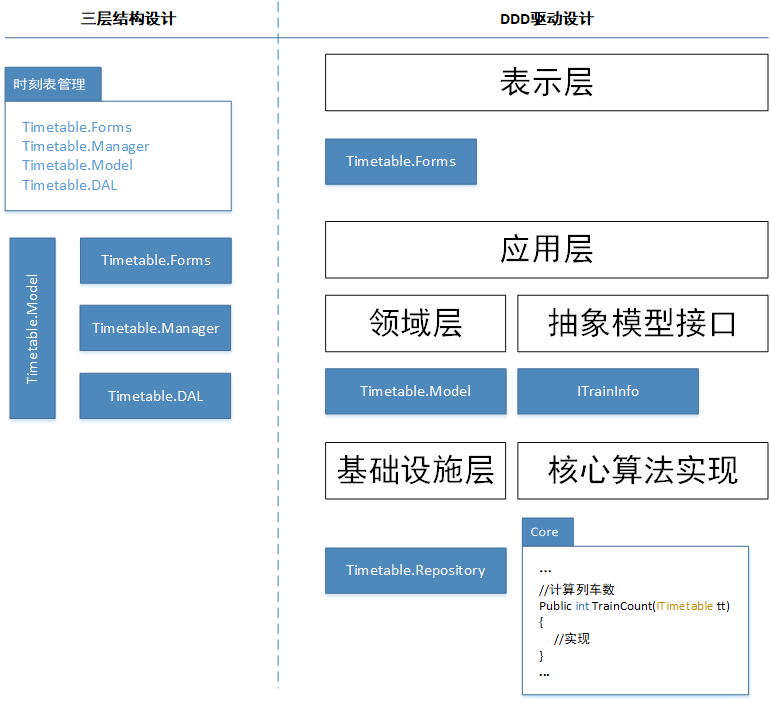 三层结构设计
DDD驱动设计
时刻表管理
Timetable.Forms
Timetable.Manager
Timetable.Model
Timetable.DAL
Timetable.Model
Timetable.Forms
Timetable.Manager
Timetable.DAL
表示层
Timetable.Forms
应用层
领域层
抽象模型接口
Timetable.Model
ITrainInfo
基础设施层
核心算法实现
Timetable.Repository
Core
...
//计算列车数
Public int TrainCount(ITimetable tt)
{
//实现
}
...